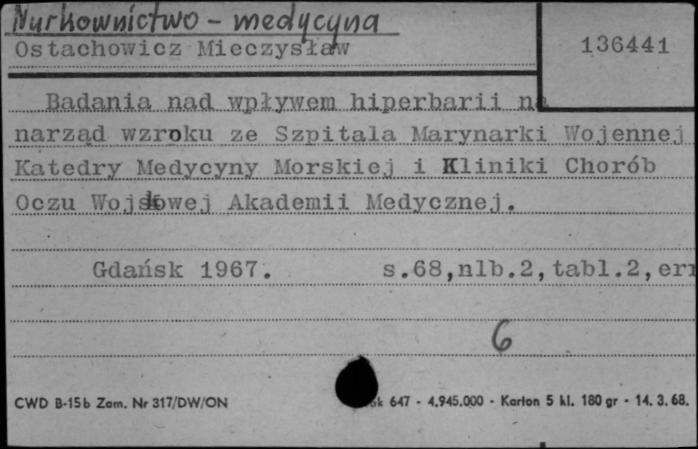 Nurkownictwo - medycyna
Ostachowicz Mieczysław
136441
Badania nad wpływem hiperbarii na
narząd wzroku ze Szpitala Marynarki Wojennej
Katedry Medycyny Morskiej i Kliniki Chorób
Oczu Wojskowej Akademii Medycznej.
Gdańsk 1967. s.68,nlb.2,tabl.2,
6
CWD B-15b Zam. Nr 317/DW/ON 647 - 4.945.000 - Karton 5 kl. 180 gr - 14. 3. 68.